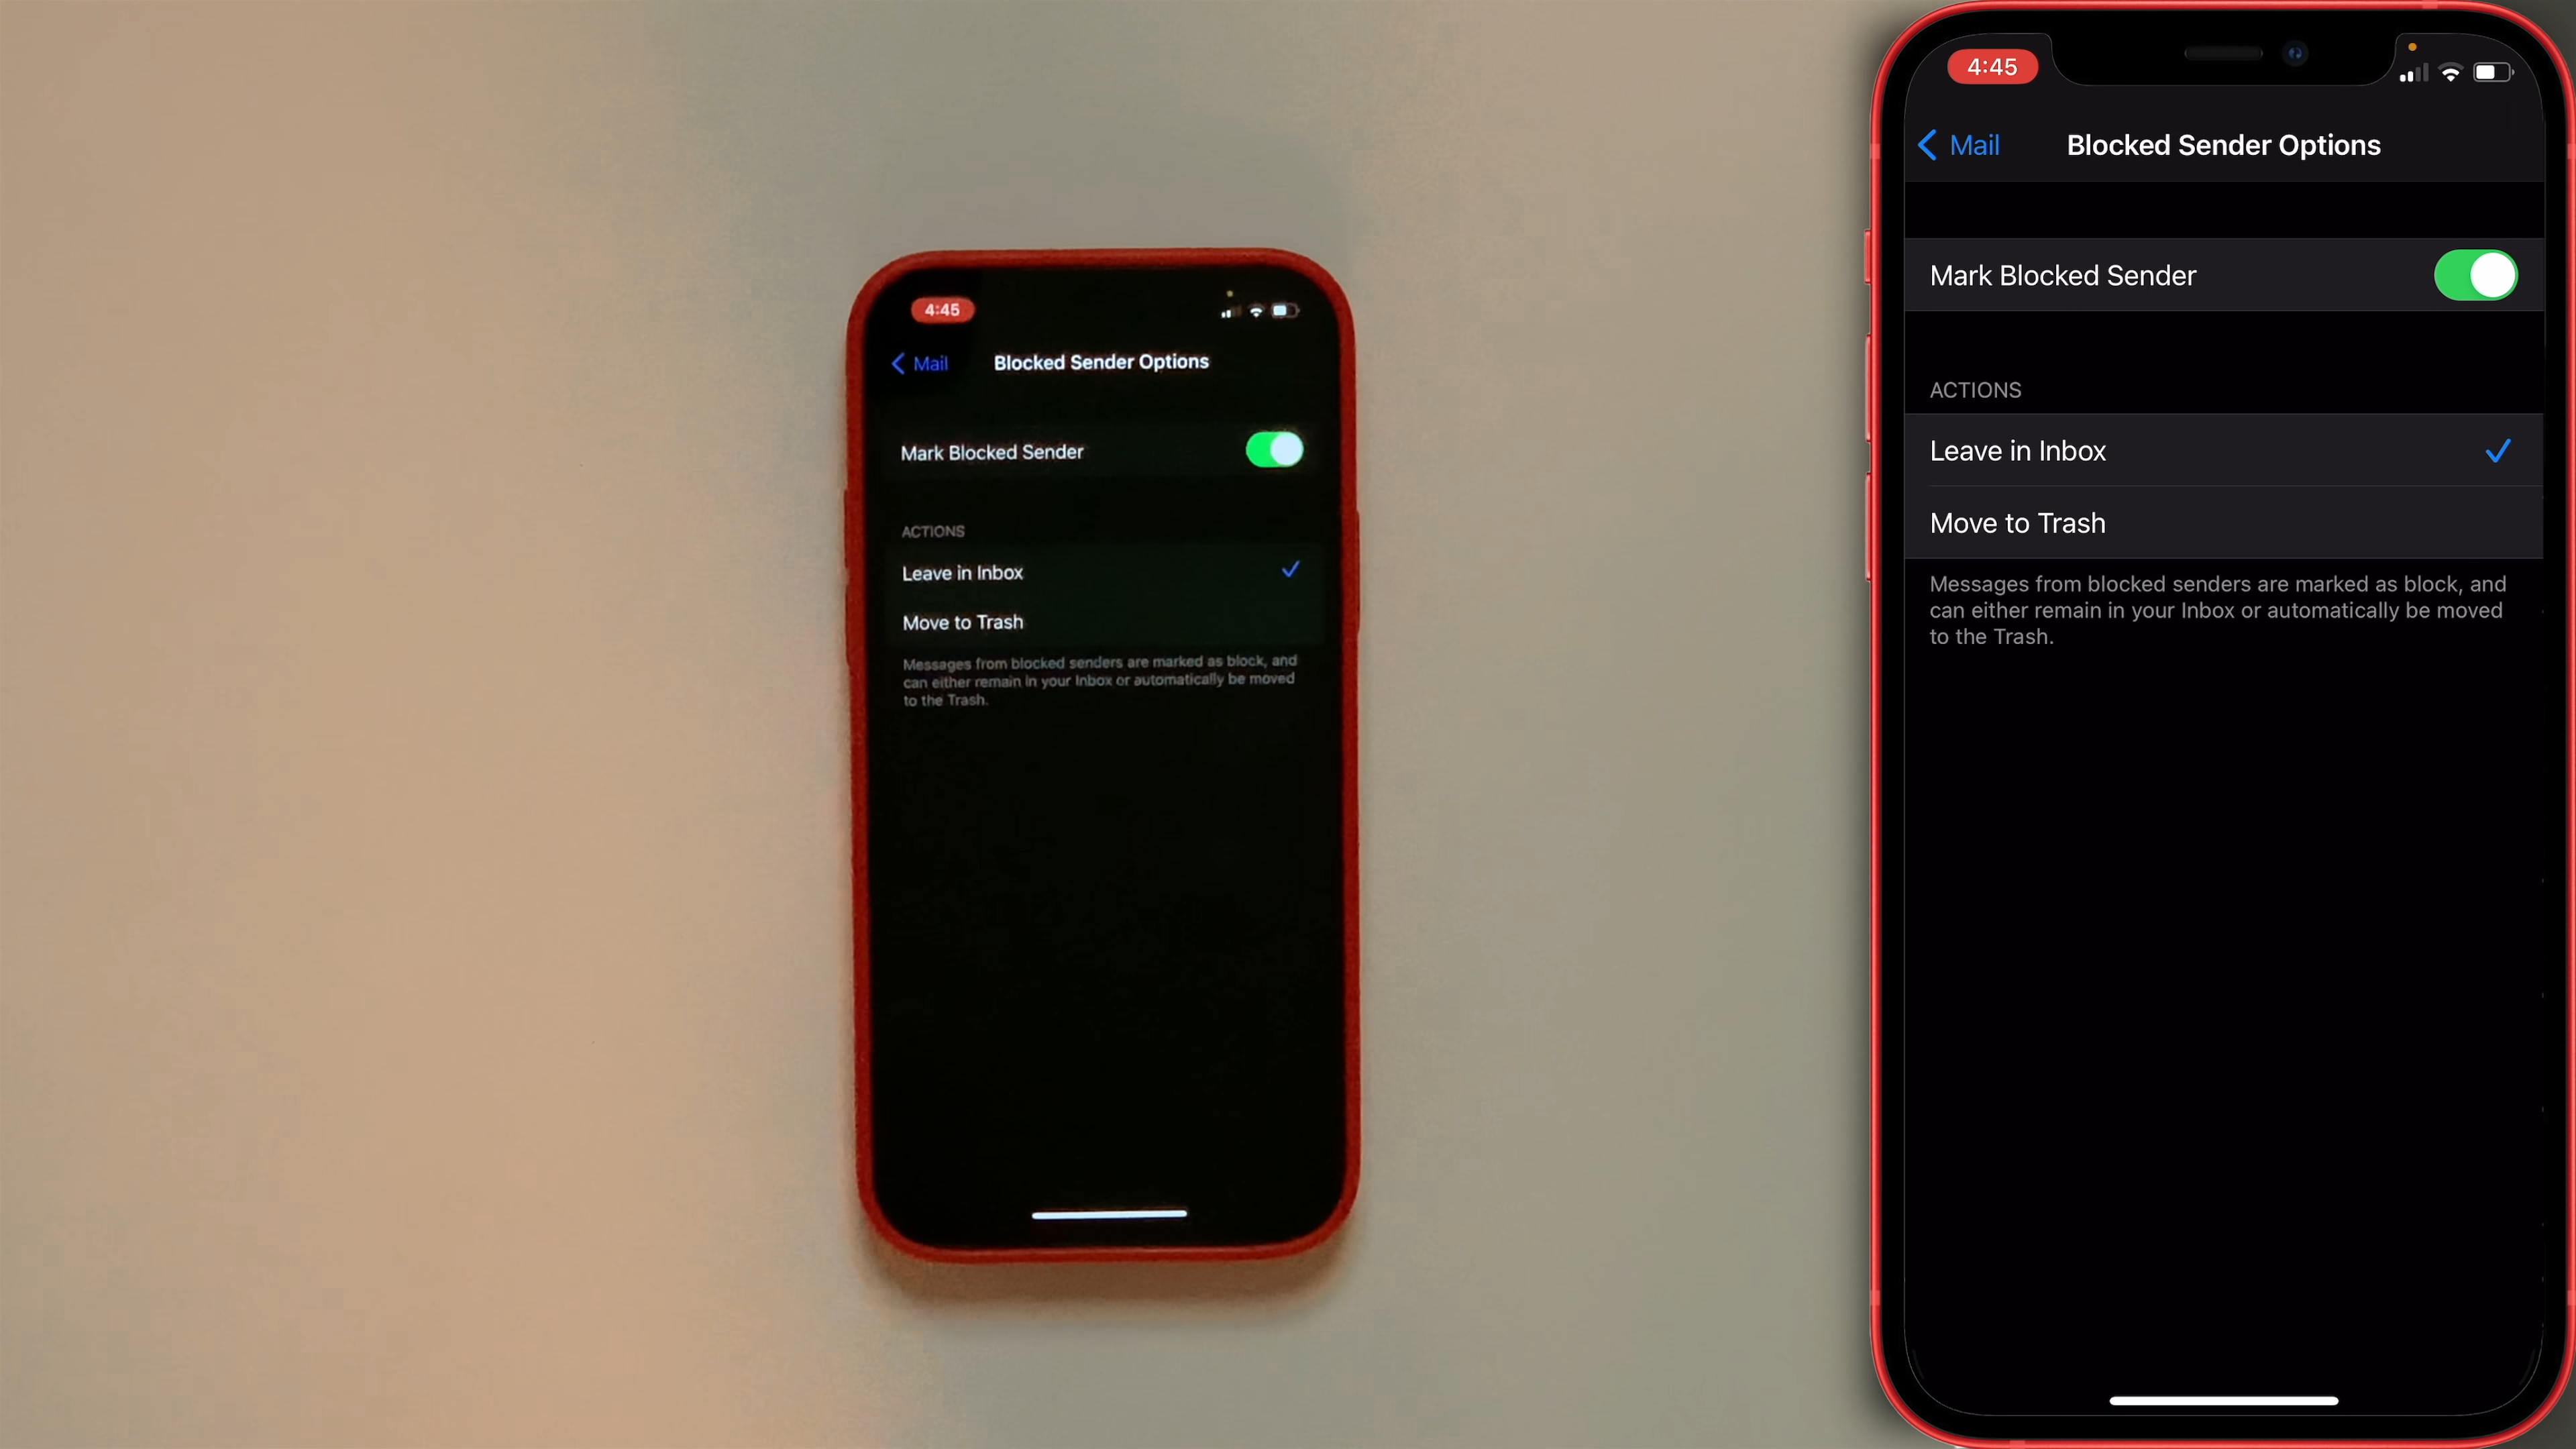 4:45
Mail
Blocked Sender Options
Mark Blocked Sender
ACTIONS
Leave in Inbox
Move to Trash
Messages from blocked senders are marked as block, and
can either remain in your Inbox or automatically be moved
to the Trash.
4:45
Mail
Blocked Sender Options
Mark Blocked Sender
ACTIONS
Leave in Inbox
Move to Trash
Messages from blocked senders are marked as block, and
can either remain in your Inbox or automatically be moved
to the Trash.